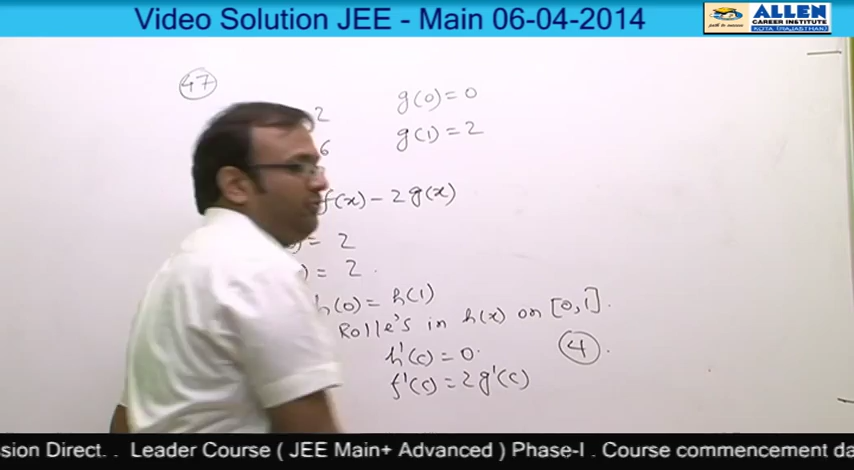 Video Solution JEE - Main 06-04-2014
ALLEN
CAREER INSTITUTE
KOTA (RAJASTHAN)
47
2 g(0) = 0
6 g(1) = 2
f(x) - 2g(x)
) = 2
) = 2.
h(0) = h(1)
Rolle's in h(x) on [0,1].
h'(c) = 0.
4.
f'(c) = 2g'(c)
ssion Direct. . Leader Course ( JEE Main+ Advanced ) Phase-I . Course commencement da